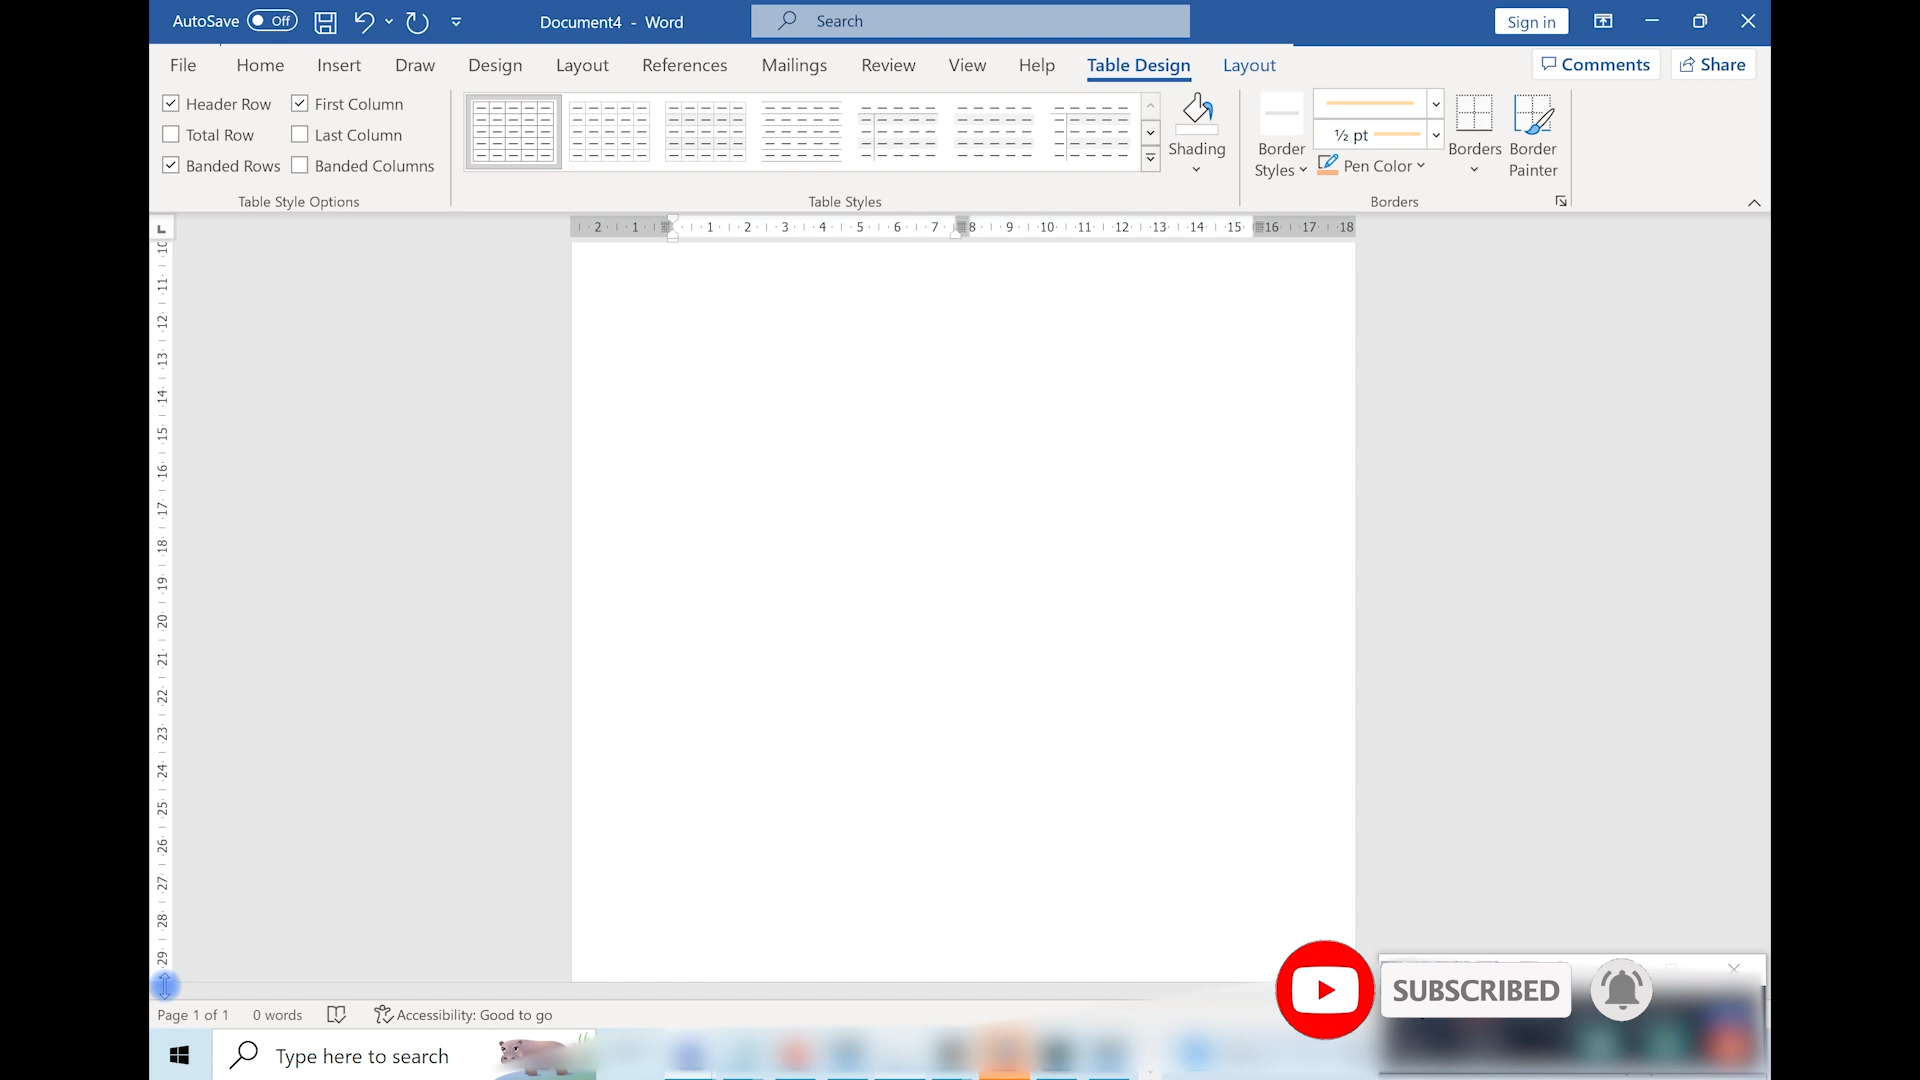 AutoSave Off Document4 - Word Search Sign in
File Home Insert Draw Design Layout References Mailings Review View Help Table Design Layout Comments Share
Header Row First Column
Total Row Last Column
Banded Rows Banded Columns
Table Style Options
Table Styles
Shading
Border Styles
½ pt
Pen Color
Borders
Border Painter
Borders
2 1 1 2 3 4 5 6 7 8 9 10 11 12 13 14 15 16 17 18
10
11
12
13
14
15
16
17
18
19
20
21
22
23
24
25
26
27
28
29
SUBSCRIBED
Page 1 of 1 0 words Accessibility: Good to go
Type here to search